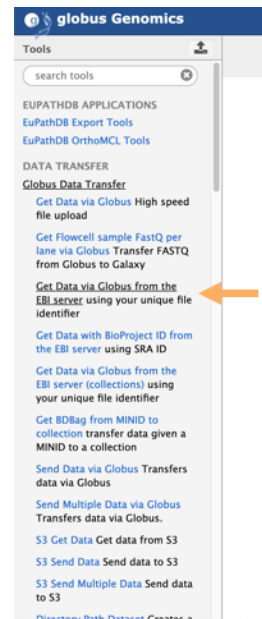 globus Genomics
Tools
search tools
EUPATHDB APPLICATIONS
EuPathDB Export Tools
EuPathDB OrthoMCL Tools
DATA TRANSFER
Globus Data Transfer
Get Data via Globus High speed
file upload
Get Flowcell sample FastQ per
lane via Globus Transfer FASTQ
from Globus to Galaxy
Get Data via Globus from the
EBI server using your unique file
identifier
Get Data with BioProject ID from
the EBI server using SRA ID
Get Data via Globus from the
EBI server (collections) using
your unique file identifier
Get BDBag from MINID to
collection transfer data given a
MINID to a collection
Send Data via Globus Transfers
data via Globus
Send Multiple Data via Globus
Transfers data via Globus.
S3 Get Data Get data from S3
S3 Send Data Send data to S3
S3 Send Multiple Data Send data
to S3
Directory Path Dataset Creates a